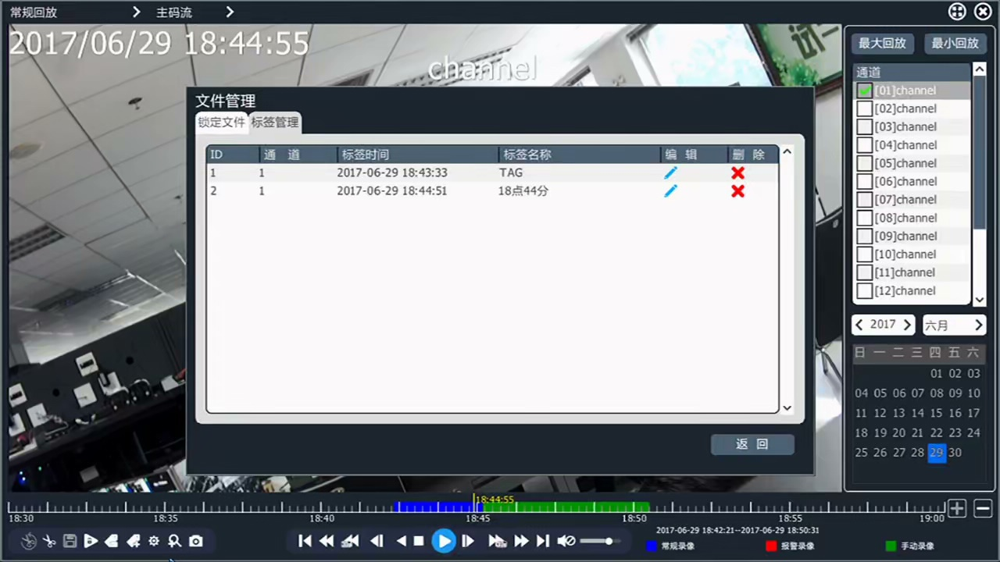 常规回放 主码流
2017/06/29 18:44:55
channel
试一
最大回放 最小回放
通道
[01]channel
[02]channel
[03]channel
[04]channel
[05]channel
[06]channel
[07]channel
[08]channel
[09]channel
[10]channel
[11]channel
[12]channel
2017 六月
日 一 二 三 四 五 六
01 02 03
04 05 06 07 08 09 10
11 12 13 14 15 16 17
18 19 20 21 22 23 24
25 26 27 28 29 30
文件管理
锁定文件 标签管理
ID 通 道 标签时间 标签名称 编 辑 删 除
1 1 2017-06-29 18:43:33 TAG
2 1 2017-06-29 18:44:51 18点44分
返 回
18:44:55
18:30 18:35 18:40 18:45 18:50 18:55 19:00
2017-06-29 18:42:21--2017-06-29 18:50:31
常规录像 报警录像 手动录像